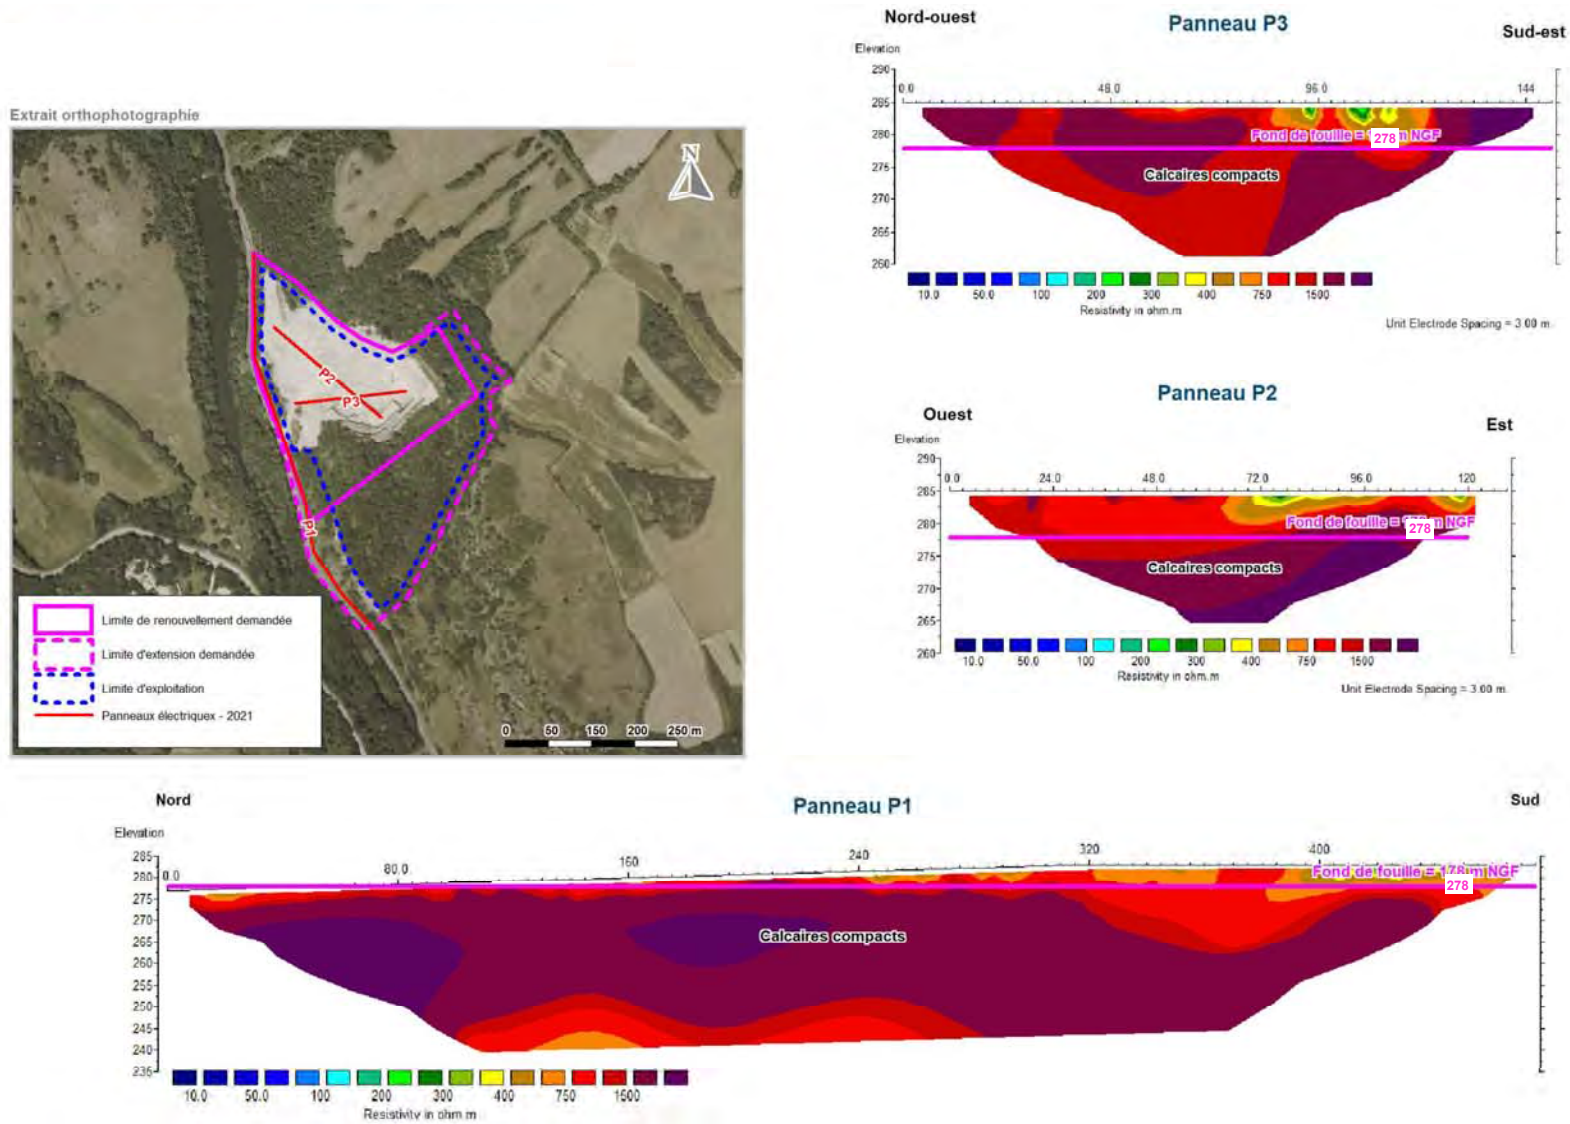 Extrait orthophotographie
N
P2
P3
P1
Limite de renouvellement demandée
Limite d'extension demandée
Limite d'exploitation
Panneaux électriquex - 2021
0 50 150 200 250 m
Nord-ouest
Panneau P3
Sud-est
Elevation
290
0.0 48.0 96.0 144
285
280
Fond de fouille = 278 m NGF
275
Calcaires compacts
270
265
260
10.0 50.0 100 200 300 400 750 1500
Resistivity in ohm.m
Unit Electrode Spacing = 3.00 m.
Panneau P2
Ouest
Est
Elevation
290
0.0 24.0 48.0 72.0 96.0 120
285
280
Fond de fouille = 278 m NGF
275
Calcaires compacts
270
265
260
10.0 50.0 100 200 300 400 750 1500
Resistivity in ohm.m
Unit Electrode Spacing = 3.00 m.
Nord
Panneau P1
Sud
Elevation
285
0.0 80.0 160 240 320 400
280
Fond de fouille = 178 m NGF
278
275
270
265
Calcaires compacts
260
255
250
245
240
235
10.0 50.0 100 200 300 400 750 1500
Resistivity in ohm.m